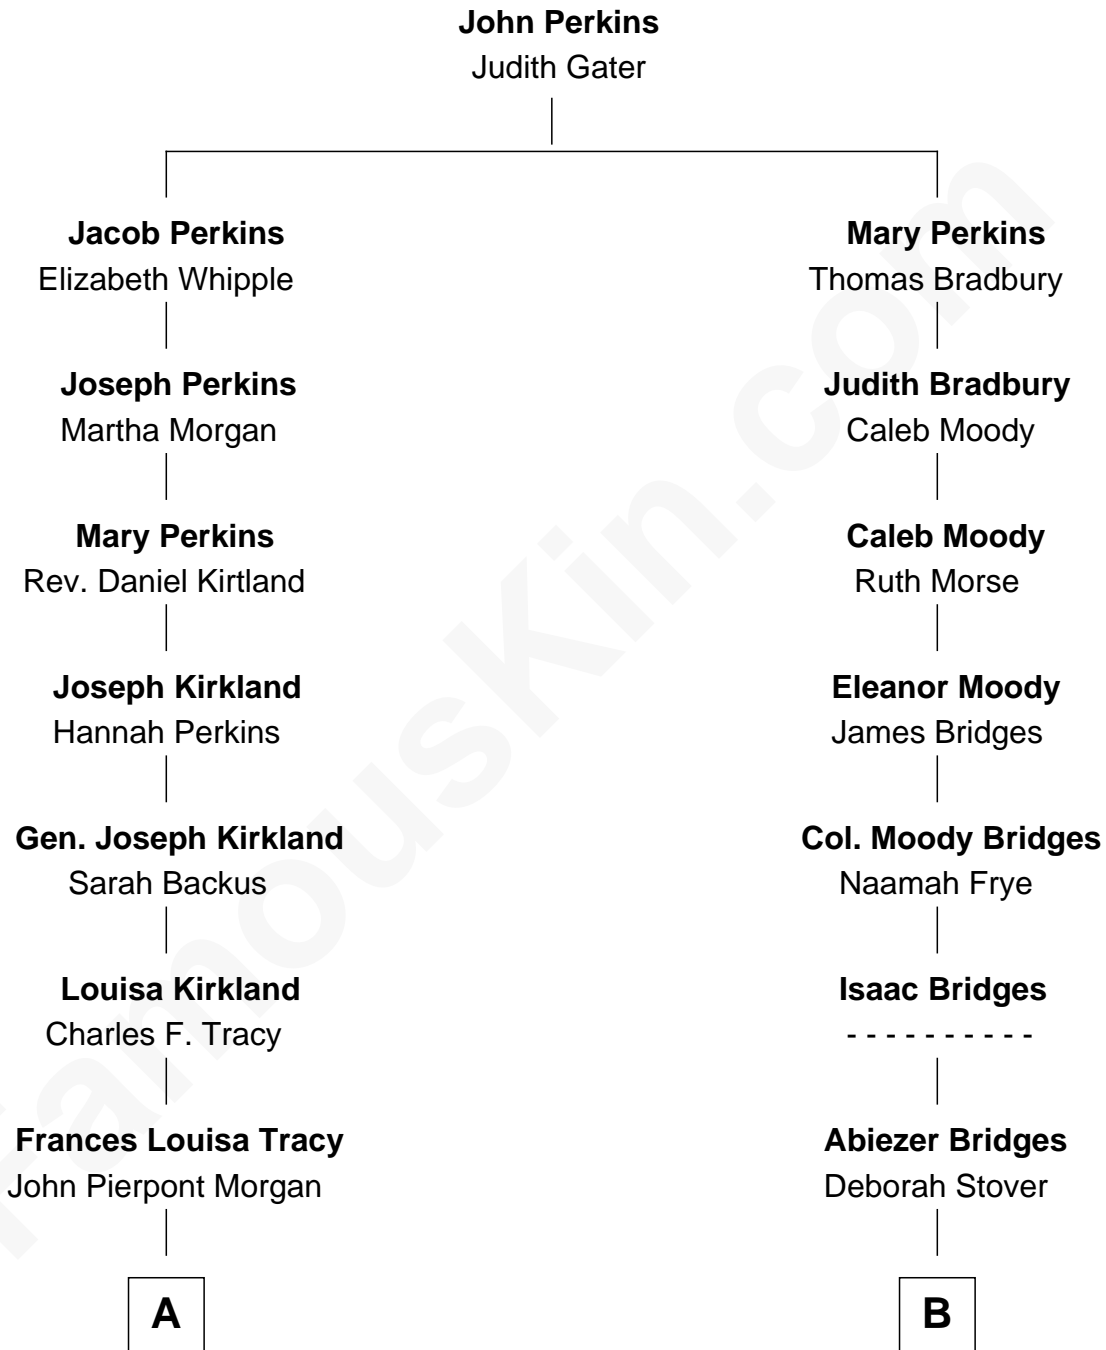 John Perkins
Judith Gater
Jacob Perkins
Elizabeth Whipple
Mary Perkins
Thomas Bradbury
Joseph Perkins
Martha Morgan
Judith Bradbury
Caleb Moody
Mary Perkins
Rev. Daniel Kirtland
Caleb Moody
Ruth Morse
Joseph Kirkland
Hannah Perkins
Eleanor Moody
James Bridges
Gen. Joseph Kirkland
Sarah Backus
Col. Moody Bridges
Naamah Frye
Louisa Kirkland
Charles F. Tracy
Isaac Bridges
- - - - - - - - - -
Frances Louisa Tracy
John Pierpont Morgan
Abiezer Bridges
Deborah Stover
A
B
FamousKin.com